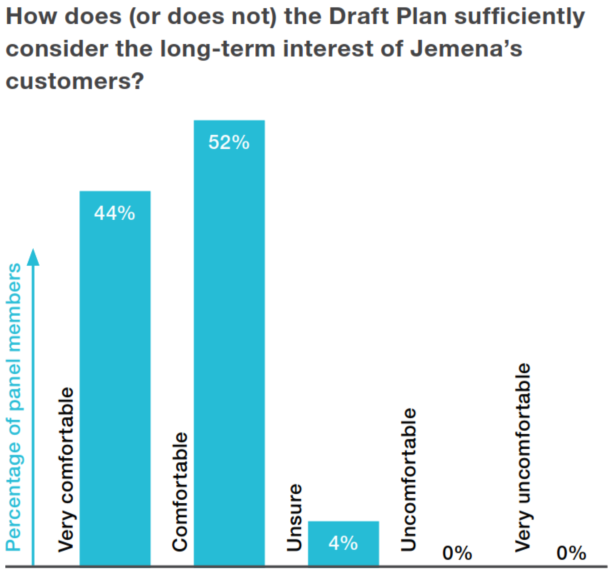 How does (or does not) the Draft Plan sufficiently
consider the long-term interest of Jemena’s
customers?
Percentage of panel members
Very comfortable
44%
Comfortable
52%
Unsure
4%
Uncomfortable
0%
Very uncomfortable
0%